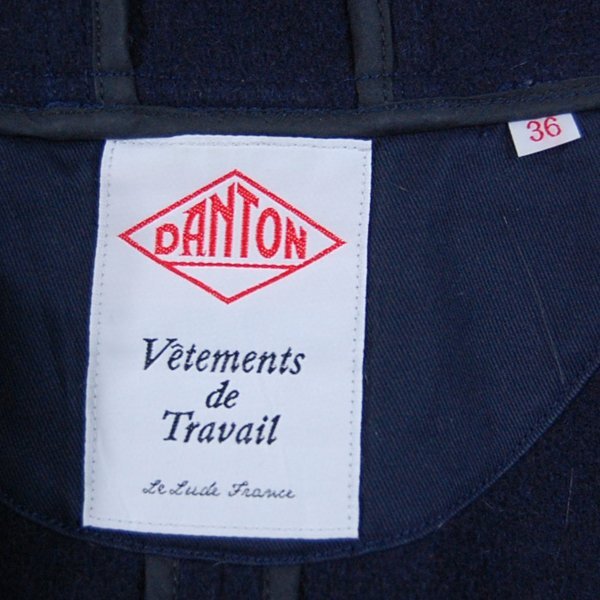 36
DANTON
Vêtements
de
Travail
Le Lude France